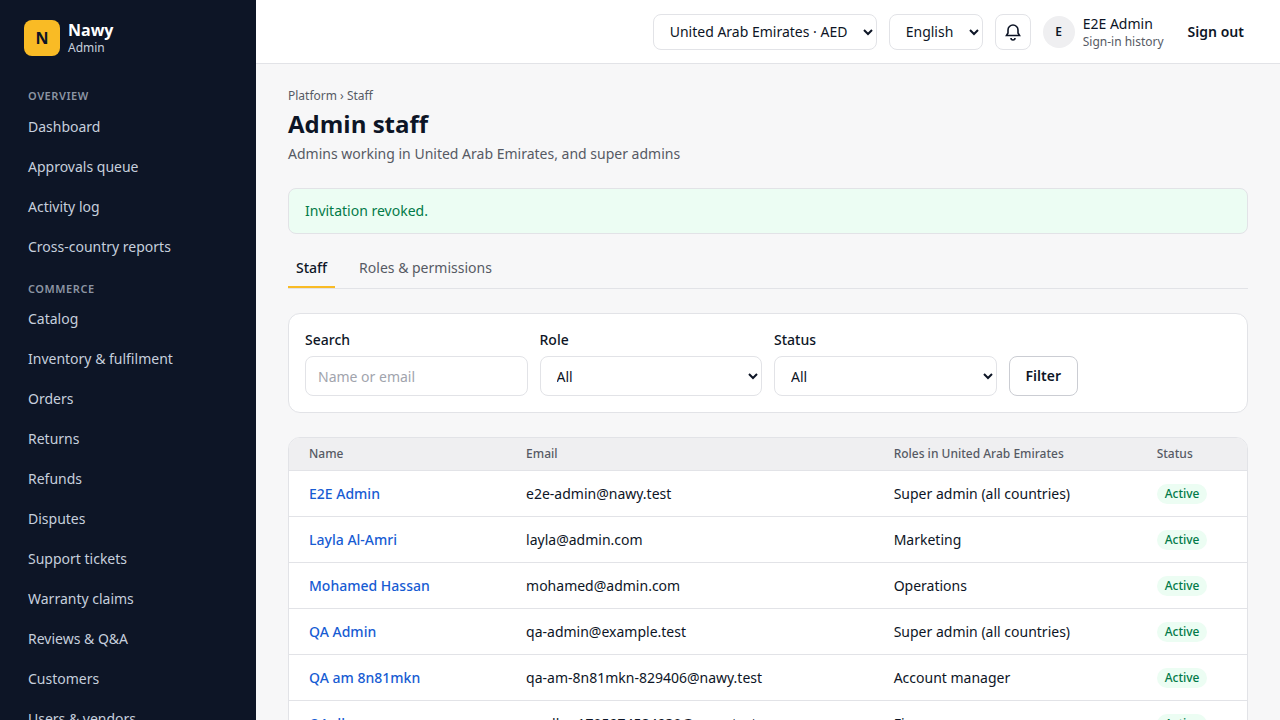 N
Nawy
Admin
OVERVIEW
Dashboard
Approvals queue
Activity log
Cross-country reports
COMMERCE
Catalog
Inventory & fulfilment
Orders
Returns
Refunds
Disputes
Support tickets
Warranty claims
Reviews & Q&A
Customers
Users & vendors
United Arab Emirates · AED
English
E
E2E Admin
Sign-in history
Sign out
Platform › Staff
Admin staff
Admins working in United Arab Emirates, and super admins
Invitation revoked.
Staff Roles & permissions
Search Role Status
Name or email All All Filter
Name Email Roles in United Arab Emirates Status
E2E Admin e2e-admin@nawy.test Super admin (all countries) Active
Layla Al-Amri layla@admin.com Marketing Active
Mohamed Hassan mohamed@admin.com Operations Active
QA Admin qa-admin@example.test Super admin (all countries) Active
QA am 8n81mkn qa-am-8n81mkn-829406@nawy.test Account manager Active